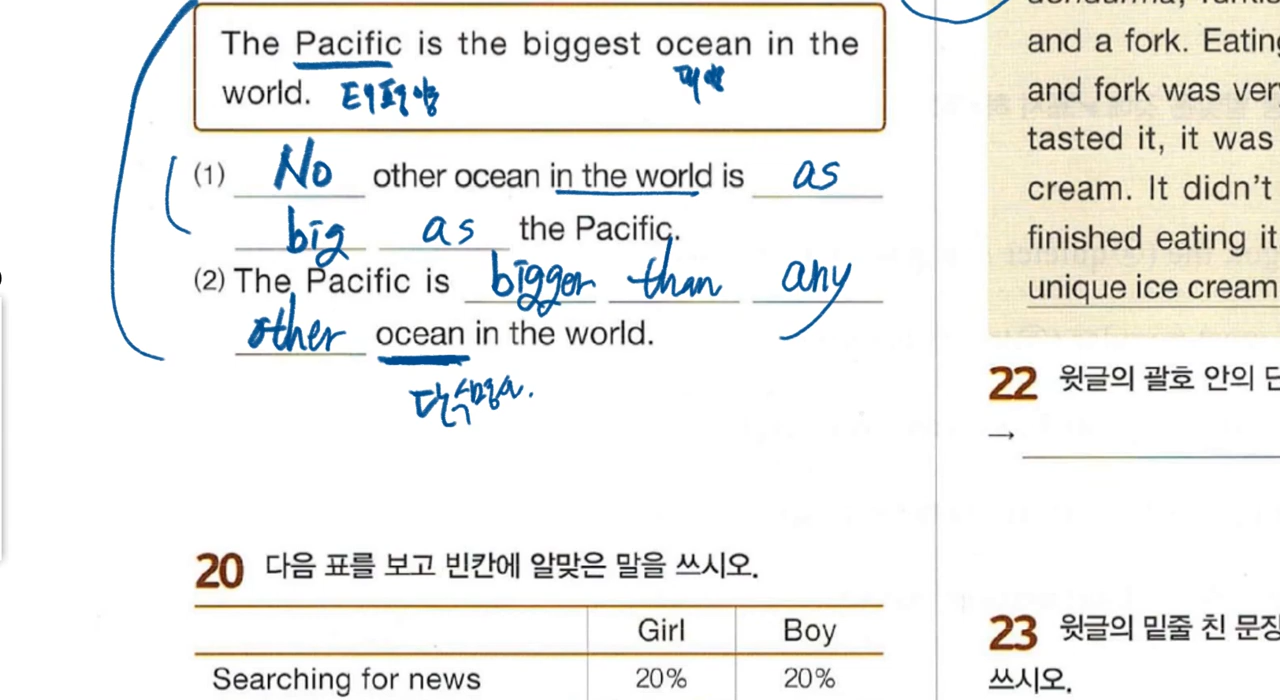 The Pacific is the biggest ocean in the
world. 태평양 대양
(1) No other ocean in the world is as
big as the Pacific.
(2) The Pacific is bigger than any
other ocean in the world.
단수명사.
20 다음 표를 보고 빈칸에 알맞은 말을 쓰시오.
Girl Boy
Searching for news 20% 20%
and a fork. Eating
and fork was very
tasted it, it was
cream. It didn't
finished eating it
unique ice cream
22 윗글의 괄호 안의 단
→
23 윗글의 밑줄 친 문장
쓰시오.